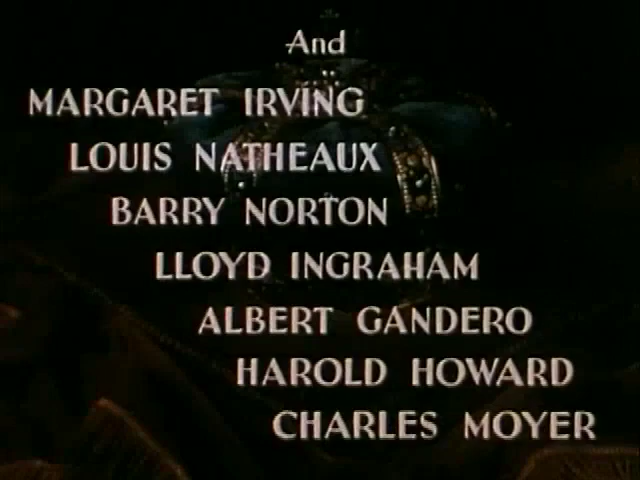 And
MARGARET IRVING
LOUIS NATHEAUX
BARRY NORTON
LLOYD INGRAHAM
ALBERT GANDERO
HAROLD HOWARD
CHARLES MOYER